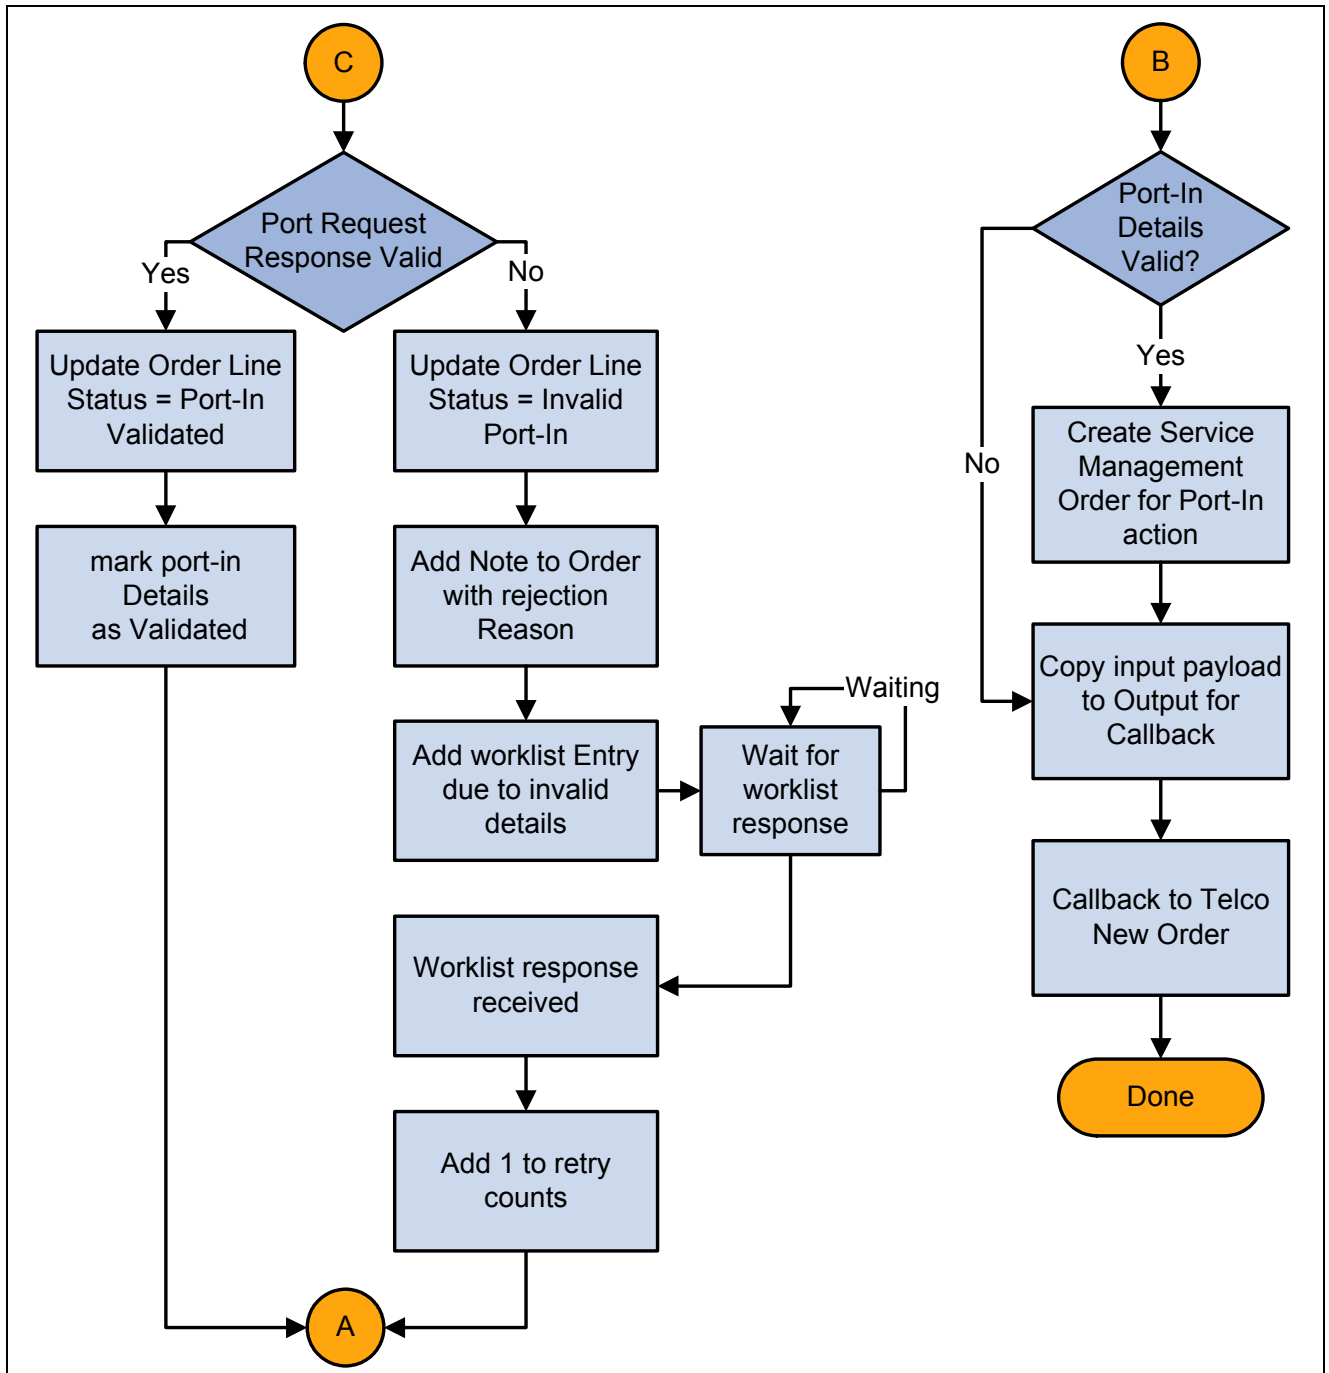 C
Port Request
Response Valid
Yes
No
Update Order Line
Status = Port-In
Validated
Update Order Line
Status = Invalid
Port-In
mark port-in
Details
as Validated
Add Note to Order
with rejection
Reason
Add worklist Entry
due to invalid
details
Waiting
Wait for
worklist
response
Worklist response
received
Add 1 to retry
counts
A
B
Port-In
Details
Valid?
Yes
No
Create Service
Management
Order for Port-In
action
Copy input payload
to Output for
Callback
Callback to Telco
New Order
Done